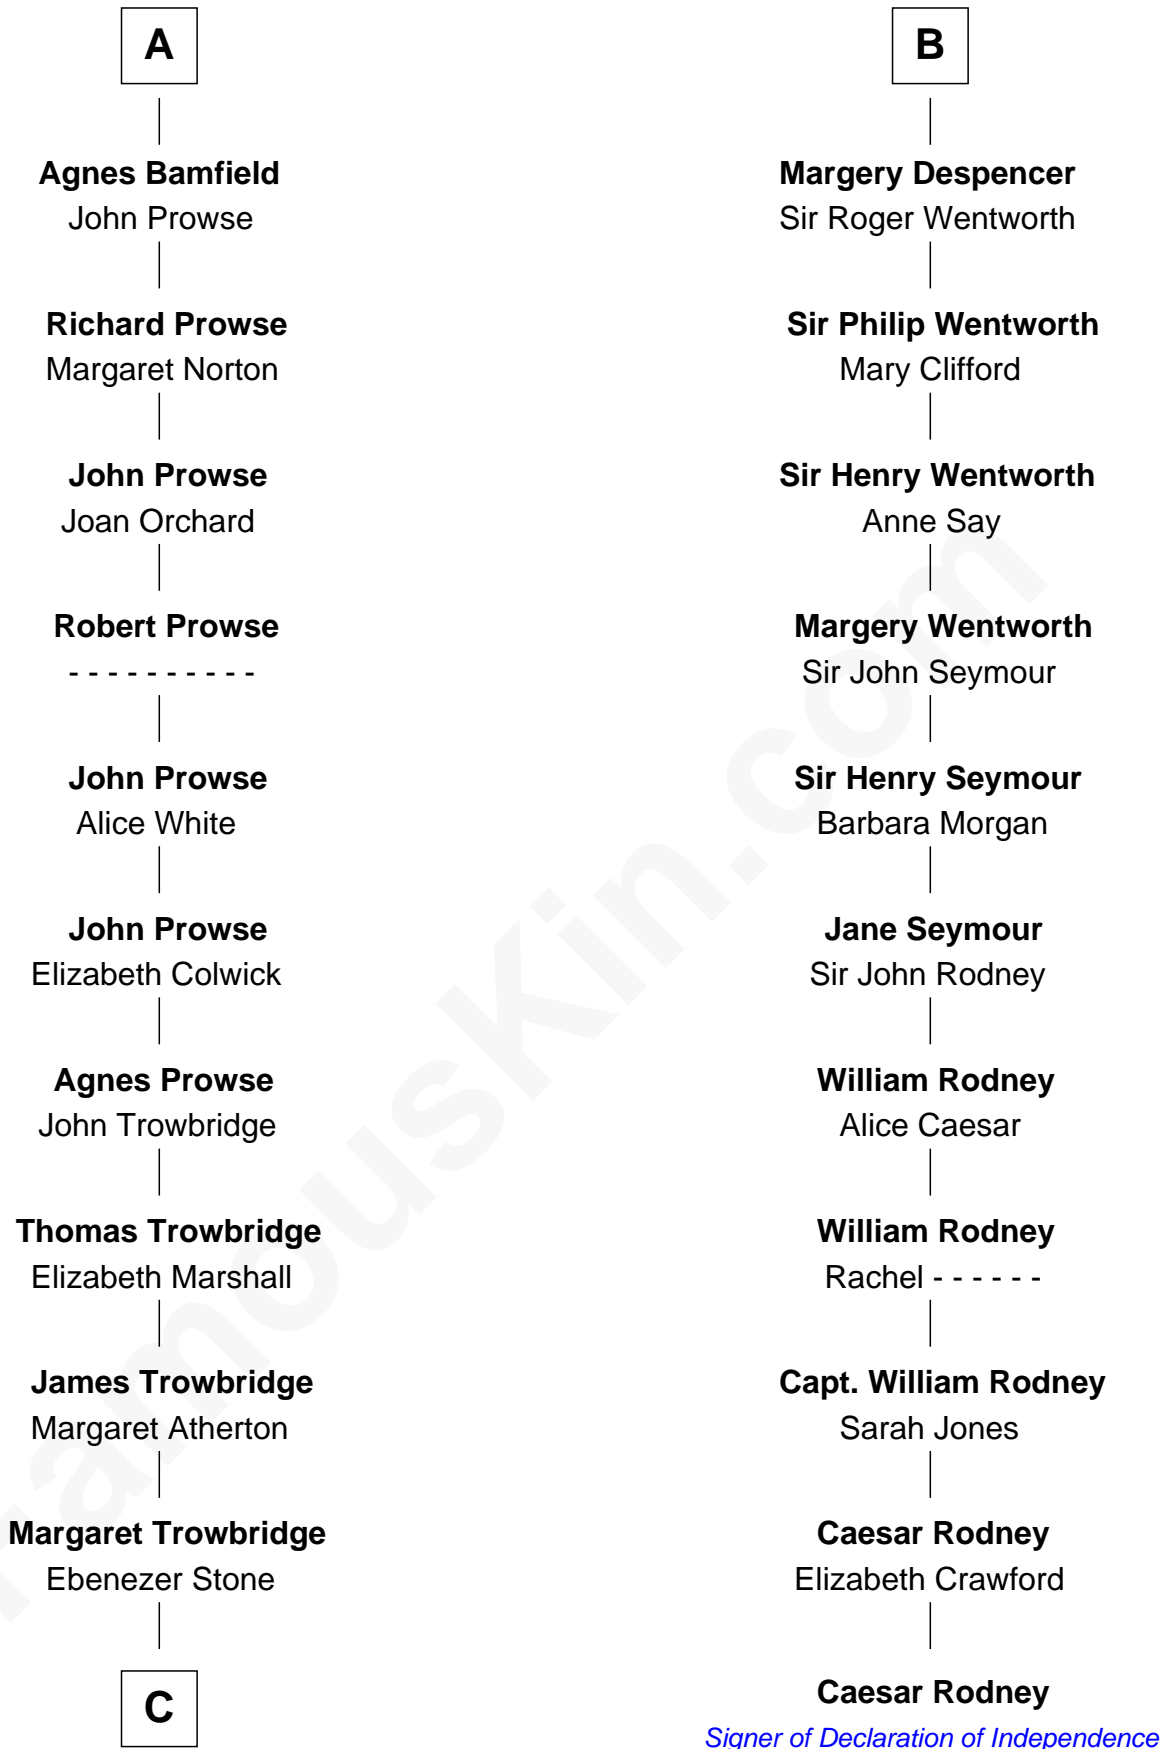 A
Agnes Bamfield
John Prowse
Richard Prowse
Margaret Norton
John Prowse
Joan Orchard
Robert Prowse
- - - - - - - - - -
John Prowse
Alice White
John Prowse
Elizabeth Colwick
Agnes Prowse
John Trowbridge
Thomas Trowbridge
Elizabeth Marshall
James Trowbridge
Margaret Atherton
Margaret Trowbridge
Ebenezer Stone
C
B
Margery Despencer
Sir Roger Wentworth
Sir Philip Wentworth
Mary Clifford
Sir Henry Wentworth
Anne Say
Margery Wentworth
Sir John Seymour
Sir Henry Seymour
Barbara Morgan
Jane Seymour
Sir John Rodney
William Rodney
Alice Caesar
William Rodney
Rachel - - - - - -
Capt. William Rodney
Sarah Jones
Caesar Rodney
Elizabeth Crawford
Caesar Rodney
Signer of Declaration of Independence
FamousKin.com